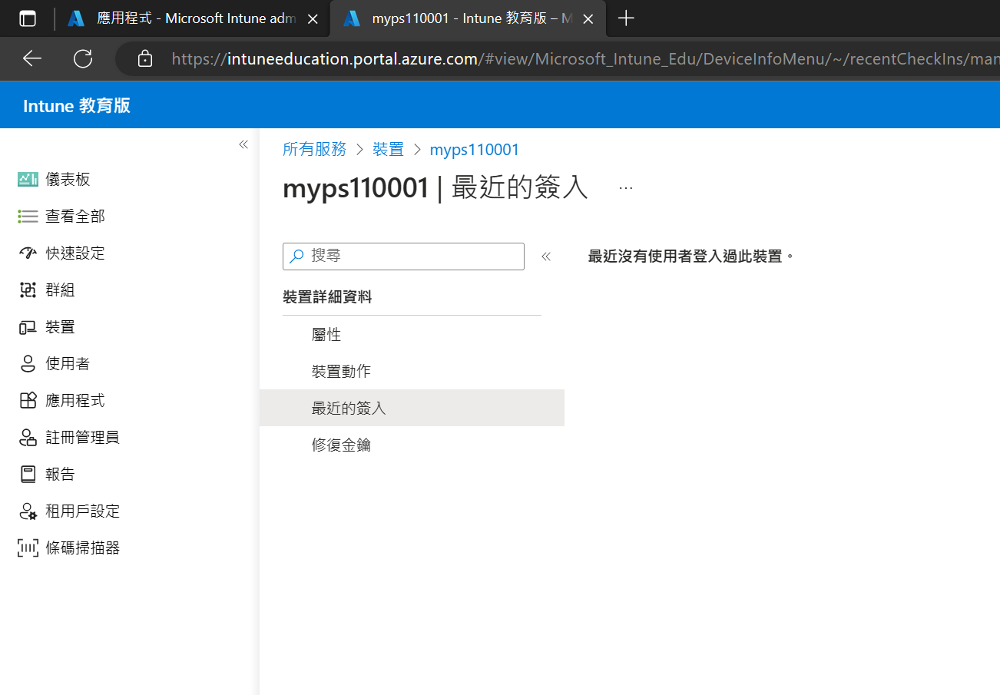 應用程式 - Microsoft Intune adm
myps110001 - Intune 教育版 – M
https://intuneeducation.portal.azure.com/#view/Microsoft_Intune_Edu/DeviceInfoMenu/~/recentCheckIns/man
Intune 教育版
儀表板
查看全部
快速設定
群組
裝置
使用者
應用程式
註冊管理員
報告
租用戶設定
條碼掃描器
所有服務 > 裝置 > myps110001
myps110001 | 最近的簽入 ...
搜尋
裝置詳細資料
屬性
裝置動作
最近的簽入
修復金鑰
最近沒有使用者登入過此裝置。